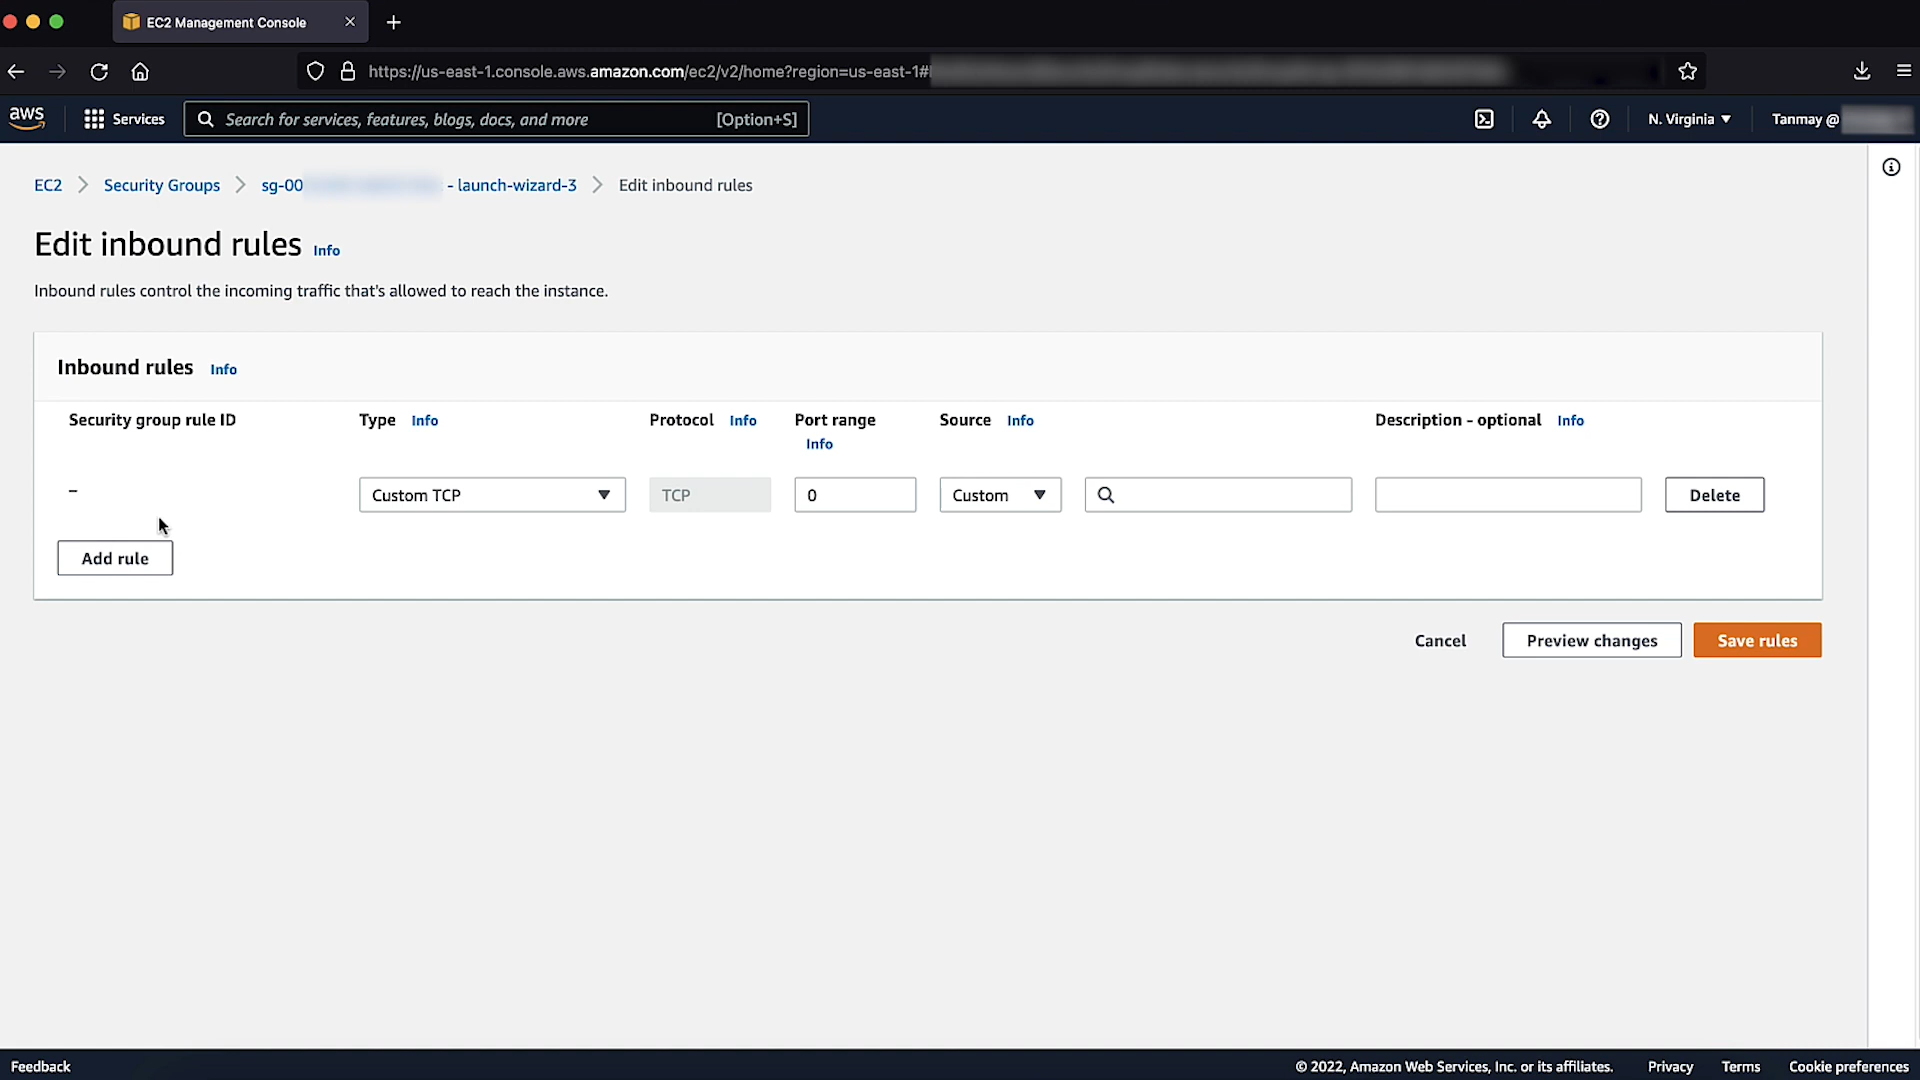 EC2 Management Console
https://us-east-1.console.aws.amazon.com/ec2/v2/home?region=us-east-1#
aws
Services
Search for services, features, blogs, docs, and more [Option+S]
N. Virginia
Tanmay @
EC2 > Security Groups > sg-00 - launch-wizard-3 > Edit inbound rules
Edit inbound rules Info
Inbound rules control the incoming traffic that's allowed to reach the instance.
Inbound rules Info
Security group rule ID Type Info Protocol Info Port range Info Source Info Description - optional Info
– Custom TCP TCP 0 Custom Delete
Add rule
Cancel Preview changes Save rules
Feedback © 2022, Amazon Web Services, Inc. or its affiliates. Privacy Terms Cookie preferences